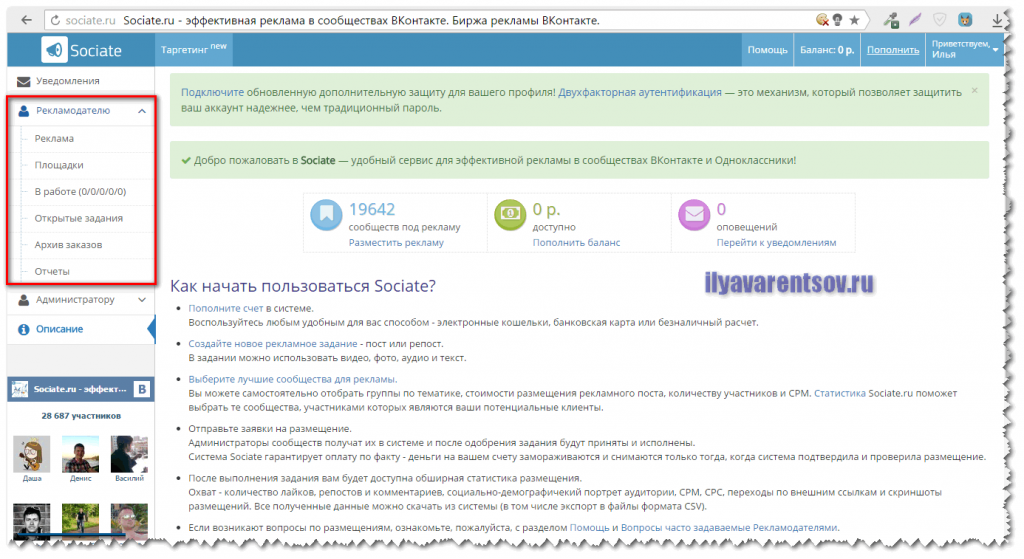 sociate.ru Sociate.ru - эффективная реклама в сообществах ВКонтакте. Биржа рекламы ВКонтакте.
Sociate
Таргетинг new
Помощь
Баланс: 0 р.
Пополнить
Приветствуем,
Илья
Уведомления
Рекламодателю
Реклама
Площадки
В работе (0/0/0/0/0)
Открытые задания
Архив заказов
Отчеты
Администратору
Описание
Sociate.ru - эффект...
В
28 687 участников
Даша
Денис
Василий
Подключите обновленную дополнительную защиту для вашего профиля! Двухфакторная аутентификация — это механизм, который позволяет защитить
ваш аккаунт надежнее, чем традиционный пароль.
×
Добро пожаловать в Sociate — удобный сервис для эффективной рекламы в сообществах ВКонтакте и Одноклассники!
19642
сообществ под рекламу
Разместить рекламу
0 р.
доступно
Пополнить баланс
0
оповещений
Перейти к уведомлениям
ilyavarentsov.ru
Как начать пользоваться Sociate?
Пополните счет в системе.
Воспользуйтесь любым удобным для вас способом - электронные кошельки, банковская карта или безналичный расчет.
Создайте новое рекламное задание - пост или репост.
В задании можно использовать видео, фото, аудио и текст.
Выберите лучшие сообщества для рекламы.
Вы можете самостоятельно отобрать группы по тематике, стоимости размещения рекламного поста, количеству участников и CPM. Статистика Sociate.ru поможет
выбрать те сообщества, участниками которых являются ваши потенциальные клиенты.
Отправьте заявки на размещение.
Администраторы сообществ получат их в системе и после одобрения задания будут приняты и исполнены.
Система Sociate гарантирует оплату по факту - деньги на вашем счету замораживаются и снимаются только тогда, когда система подтвердила и проверила размещение.
После выполнения задания вам будет доступна обширная статистика размещения.
Охват - количество лайков, репостов и комментариев, социально-демографичекий портрет аудитории, CPM, CPC, переходы по внешним ссылкам и скриншоты
размещений. Все полученные данные можно скачать из системы (в том числе экспорт в файлы формата CSV).
Если возникают вопросы по размещениям, ознакомьте, пожалуйста, с разделом Помощь и Вопросы часто задаваемые Рекламодателями.